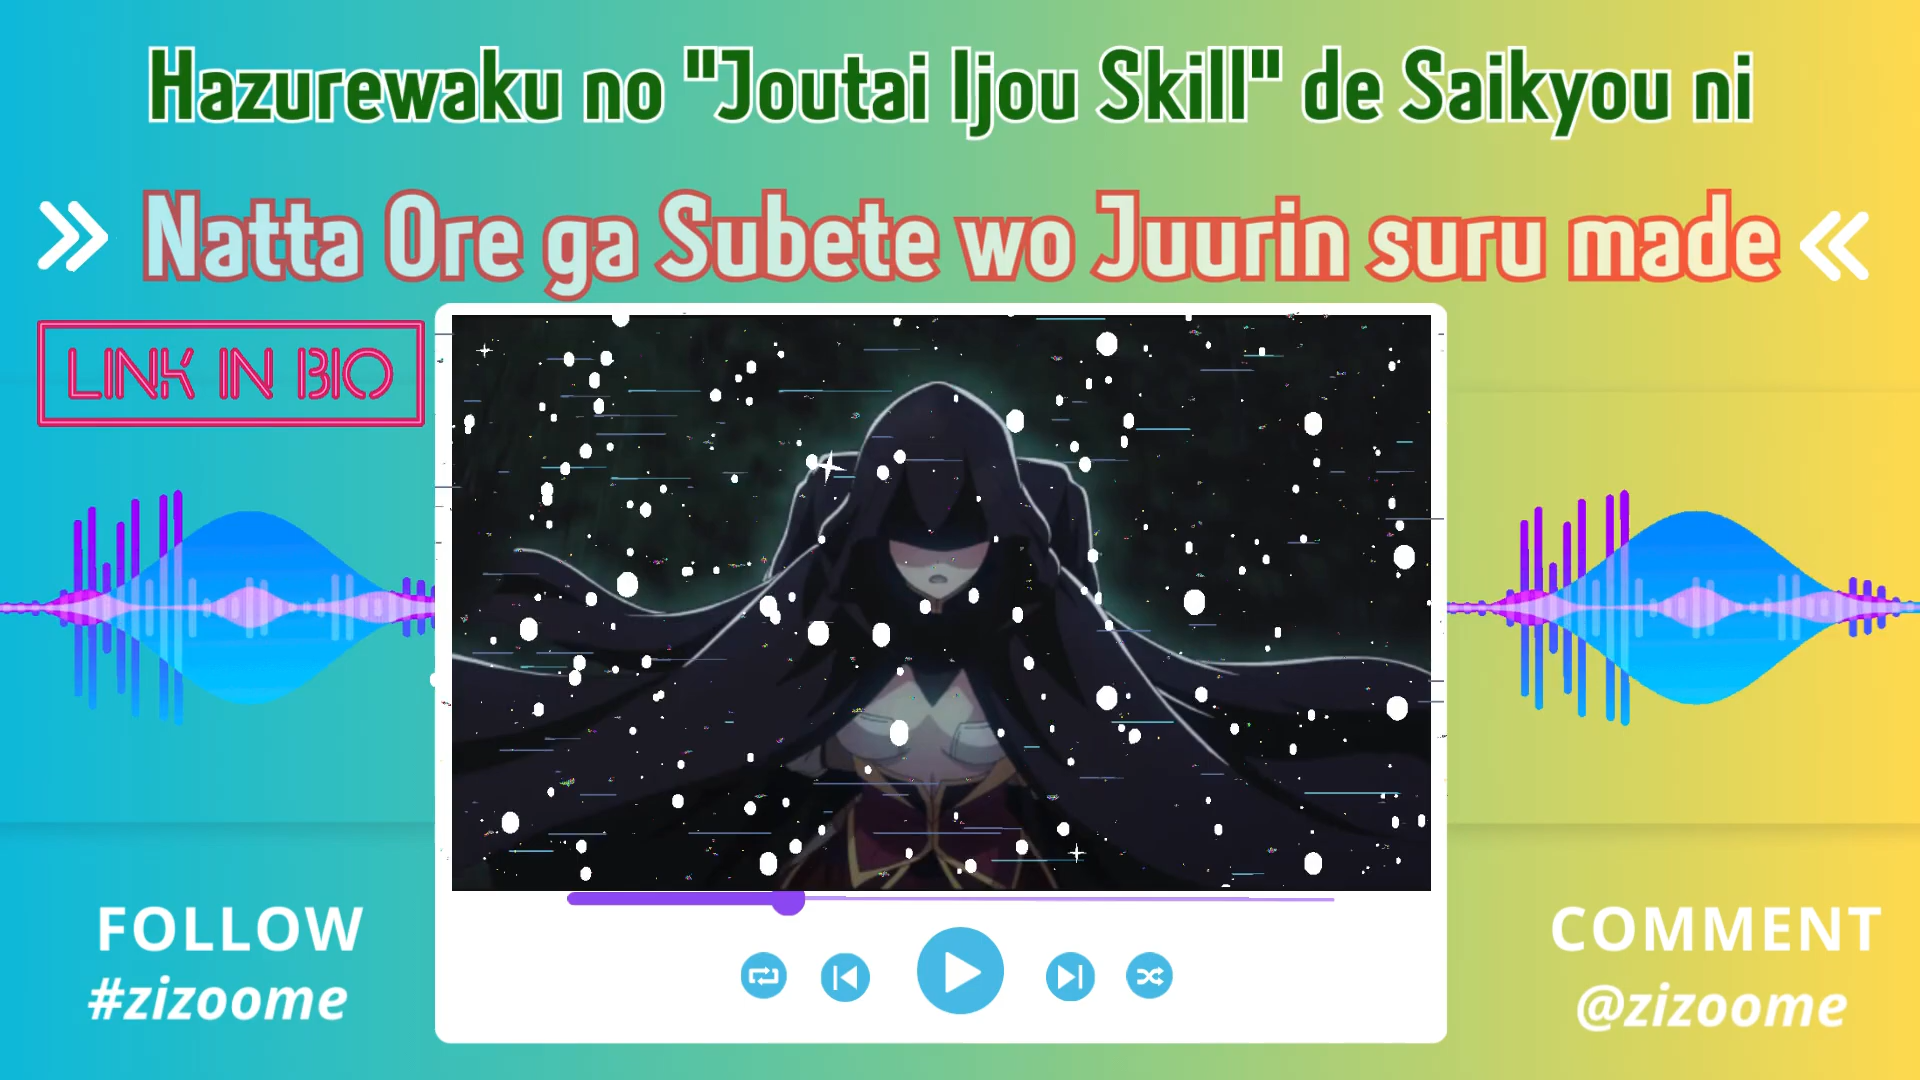 Hazurewaku no "Joutai Ijou Skill" de Saikyou ni
Natta Ore ga Subete wo Juurin suru made
LINK IN BIO
FOLLOW
#zizoome
COMMENT
@zizoome